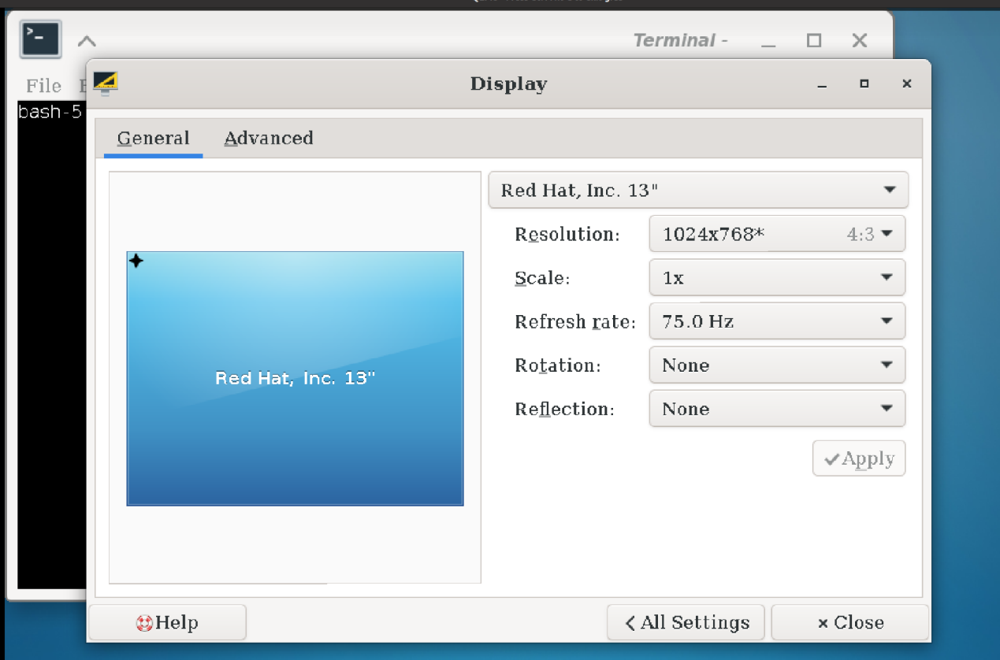 Terminal -
File
bash-5
Display
General Advanced
Red Hat, Inc. 13"
Red Hat, Inc. 13"
Resolution: 1024x768* 4:3
Scale: 1x
Refresh rate: 75.0 Hz
Rotation: None
Reflection: None
Apply
Help
All Settings
Close